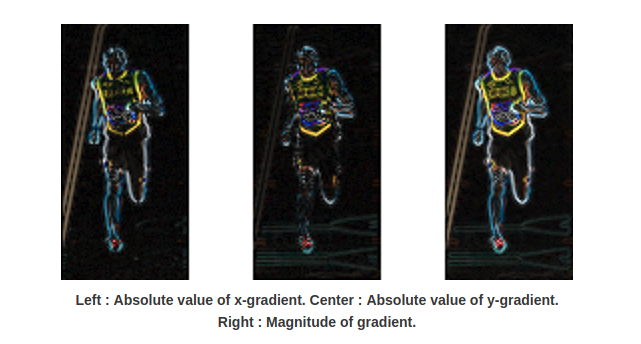 Left : Absolute value of x-gradient. Center : Absolute value of y-gradient.
Right : Magnitude of gradient.